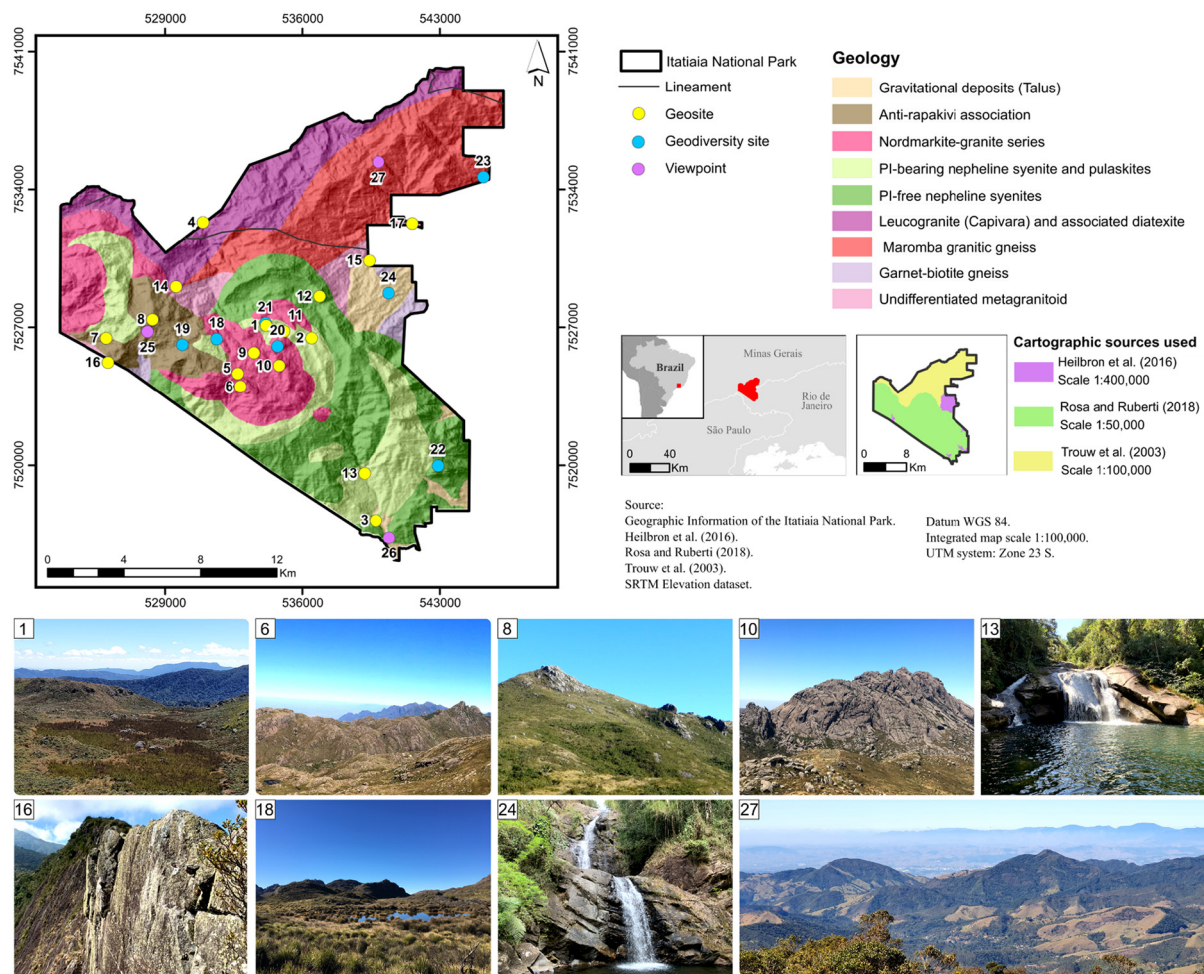 529000
536000
543000
7541000
7541000
N
23
27
7534000
7534000
4
17
15
14
24
12
21
8
11
19
18
1
20
2
7527000
7527000
7
25
9
16
10
5
6
22
13
7520000
7520000
3
26
0
4
8
12
Km
529000
536000
543000
Itatiaia National Park
Lineament
Geosite
Geodiversity site
Viewpoint
Geology
Gravitational deposits (Talus)
Anti-rapakivi association
Nordmarkite-granite series
PI-bearing nepheline syenite and pulaskites
PI-free nepheline syenites
Leucogranite (Capivara) and associated diatexite
Maromba granitic gneiss
Garnet-biotite gneiss
Undifferentiated metagranitoid
Brazil
Minas Gerais
Rio de
Janeiro
São Paulo
0 40
Km
0 8
Km
Cartographic sources used
Heilbron et al. (2016)
Scale 1:400,000
Rosa and Ruberti (2018)
Scale 1:50,000
Trouw et al. (2003)
Scale 1:100,000
Source:
Geographic Information of the Itatiaia National Park.
Heilbron et al. (2016).
Rosa and Ruberti (2018).
Trouw et al. (2003).
SRTM Elevation dataset.
Datum WGS 84.
Integrated map scale 1:100,000.
UTM system: Zone 23 S.
1
6
8
10
13
16
18
24
27